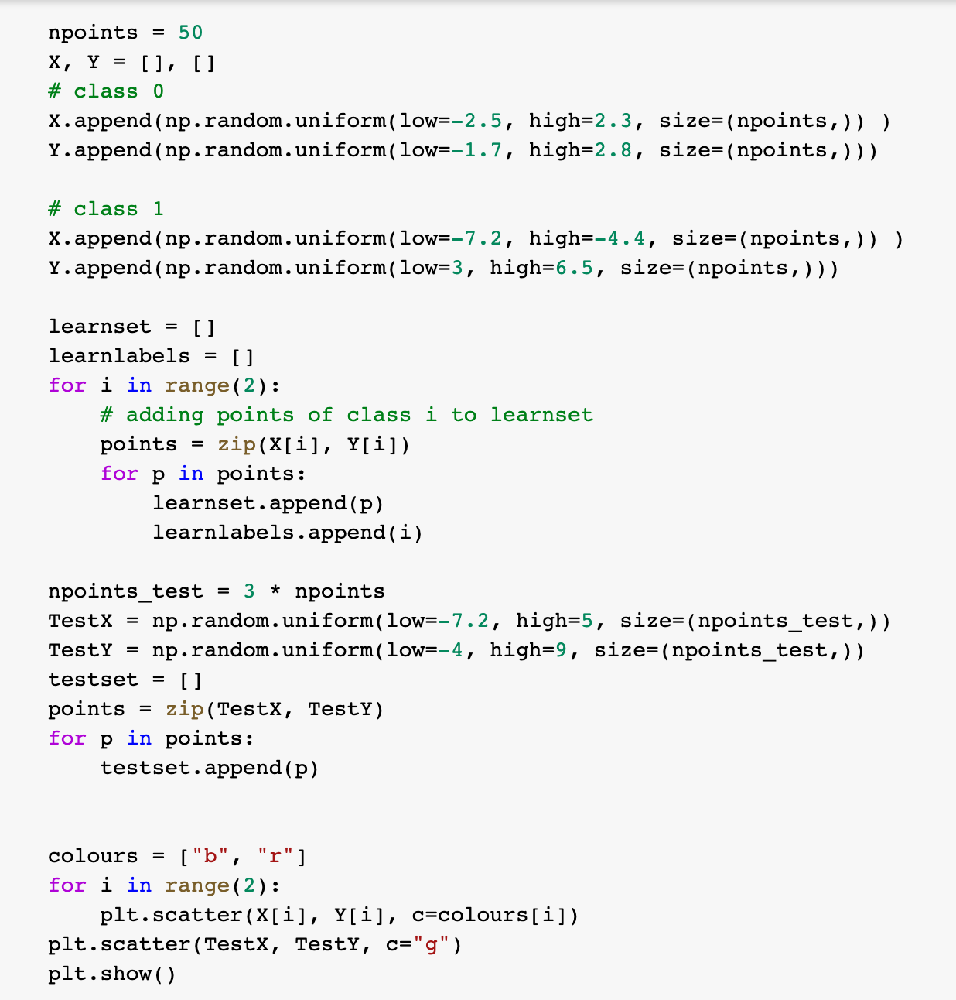 npoints = 50
X, Y = [], []
# class 0
X.append(np.random.uniform(low=-2.5, high=2.3, size=(npoints,)) )
Y.append(np.random.uniform(low=-1.7, high=2.8, size=(npoints,)))

# class 1
X.append(np.random.uniform(low=-7.2, high=-4.4, size=(npoints,)) )
Y.append(np.random.uniform(low=3, high=6.5, size=(npoints,)))

learnset = []
learnlabels = []
for i in range(2):
    # adding points of class i to learnset
    points = zip(X[i], Y[i])
    for p in points:
        learnset.append(p)
        learnlabels.append(i)

npoints_test = 3 * npoints
TestX = np.random.uniform(low=-7.2, high=5, size=(npoints_test,))
TestY = np.random.uniform(low=-4, high=9, size=(npoints_test,))
testset = []
points = zip(TestX, TestY)
for p in points:
    testset.append(p)


colours = ["b", "r"]
for i in range(2):
    plt.scatter(X[i], Y[i], c=colours[i])
plt.scatter(TestX, TestY, c="g")
plt.show()